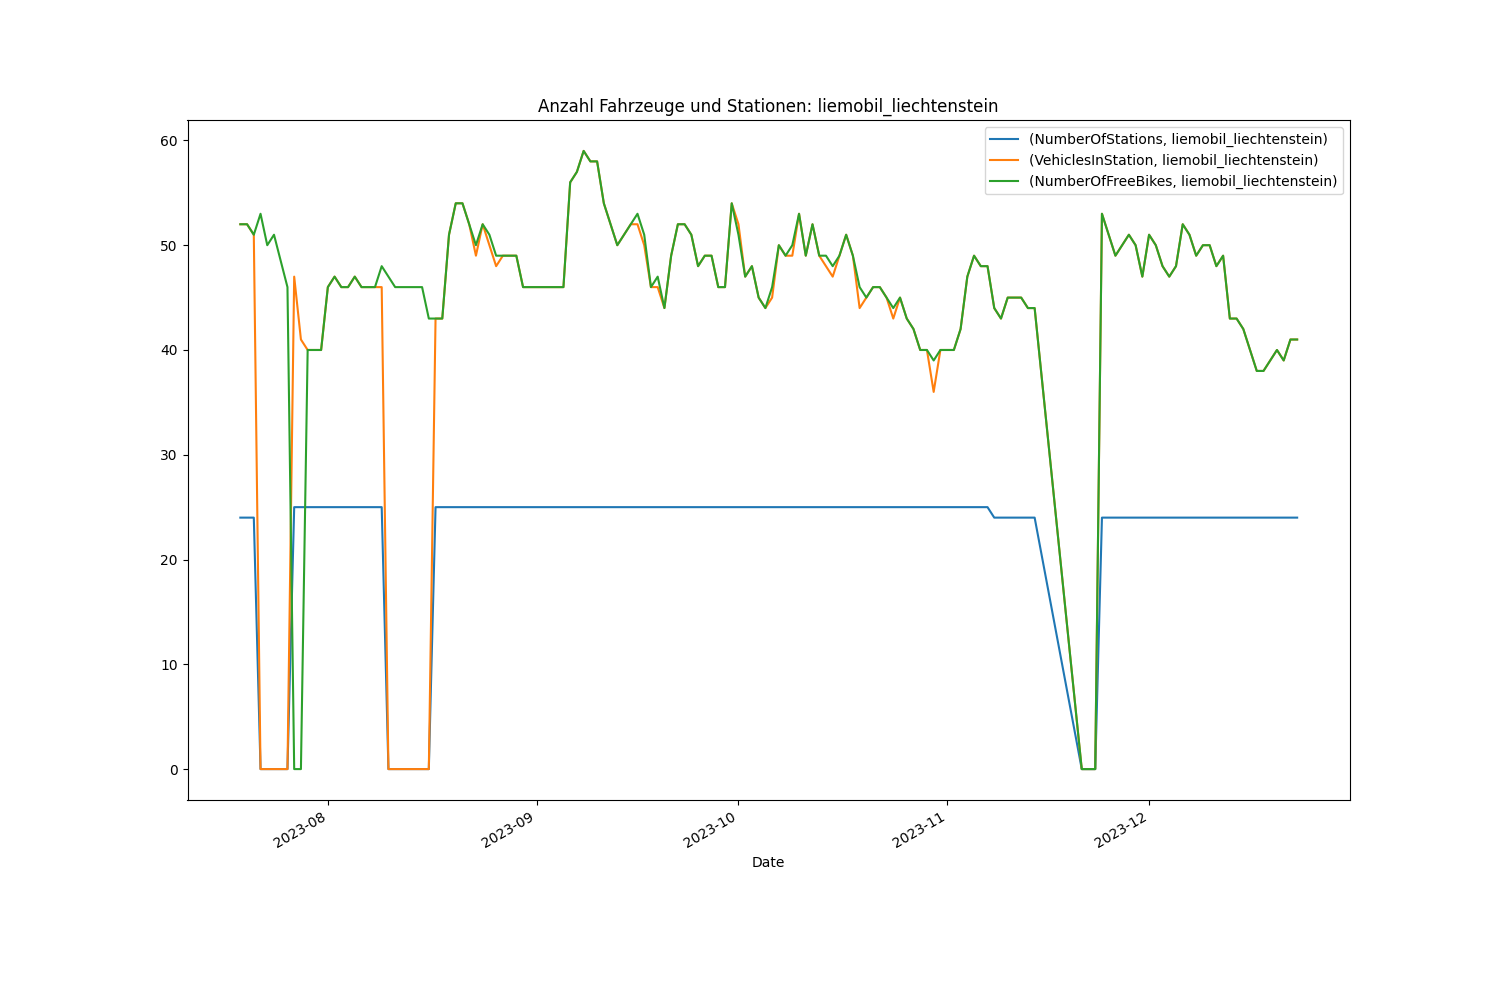 Anzahl Fahrzeuge und Stationen: liemobil_liechtenstein
(NumberOfStations, liemobil_liechtenstein)
(VehiclesInStation, liemobil_liechtenstein)
(NumberOfFreeBikes, liemobil_liechtenstein)
60
50
40
30
20
10
0
2023-08
2023-09
2023-10
2023-11
2023-12
Date